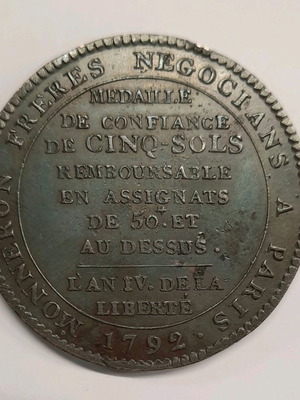 MONNERON FRERES NEGOCIANS A PARIS.
MEDAILLE
DE CONFIANCE
DE CINQ-SOLS
REMBOURSABLE
EN ASSIGNATS
DE 50# ET
AU DESSUS.
L'AN IV. DE LA
LIBERTÉ
1792.